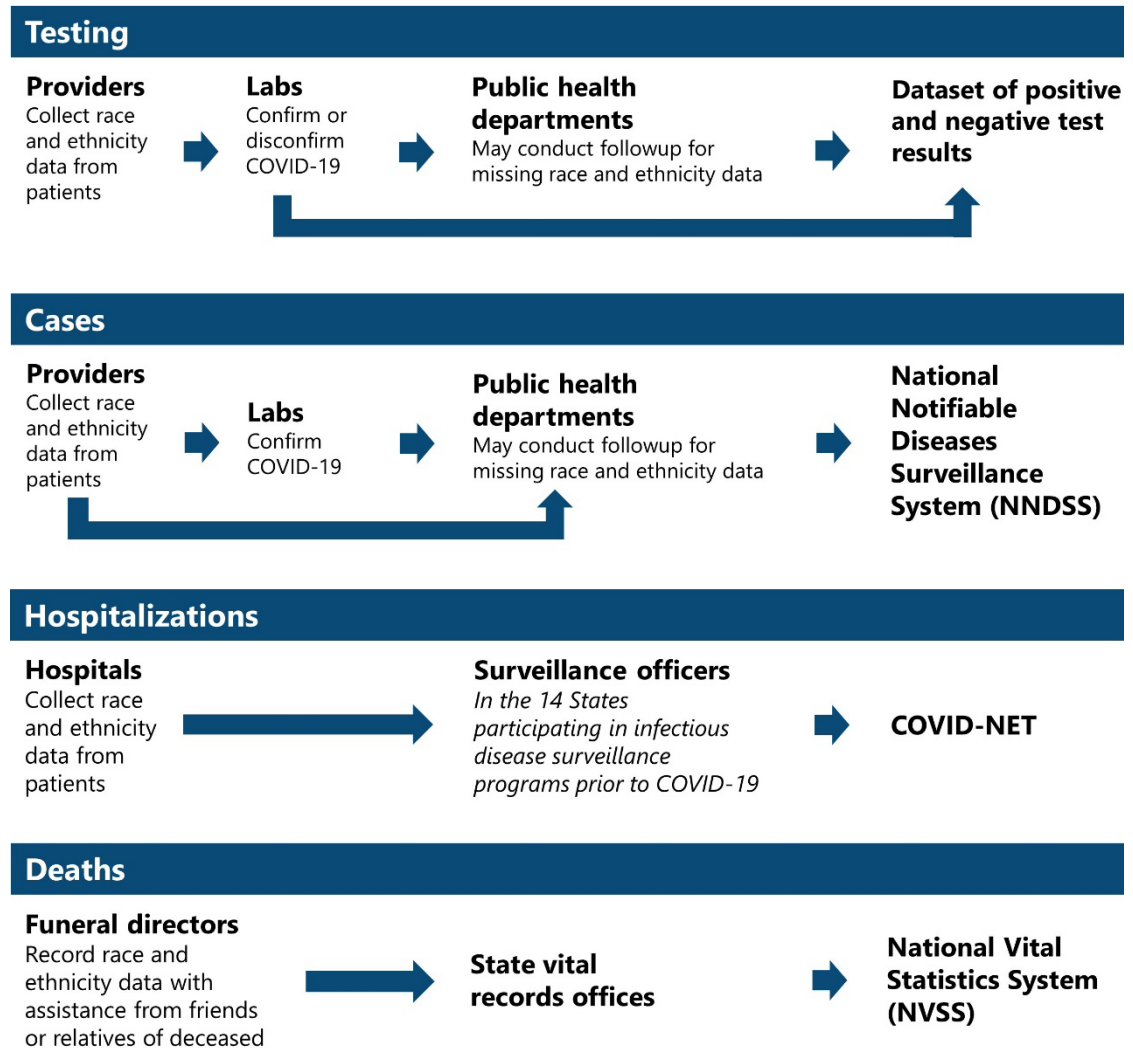 Testing
Providers
Collect race
and ethnicity
data from
patients
Labs
Confirm or
disconfirm
COVID-19
Public health
departments
May conduct followup for
missing race and ethnicity data
Dataset of positive
and negative test
results
Cases
Providers
Collect race
and ethnicity
data from
patients
Labs
Confirm
COVID-19
Public health
departments
May conduct followup for
missing race and ethnicity data
National
Notifiable
Diseases
Surveillance
System (NNDSS)
Hospitalizations
Hospitals
Collect race
and ethnicity
data from
patients
Surveillance officers
In the 14 States
participating in infectious
disease surveillance
programs prior to COVID-19
COVID-NET
Deaths
Funeral directors
Record race and
ethnicity data with
assistance from friends
or relatives of deceased
State vital
records offices
National Vital
Statistics System
(NVSS)